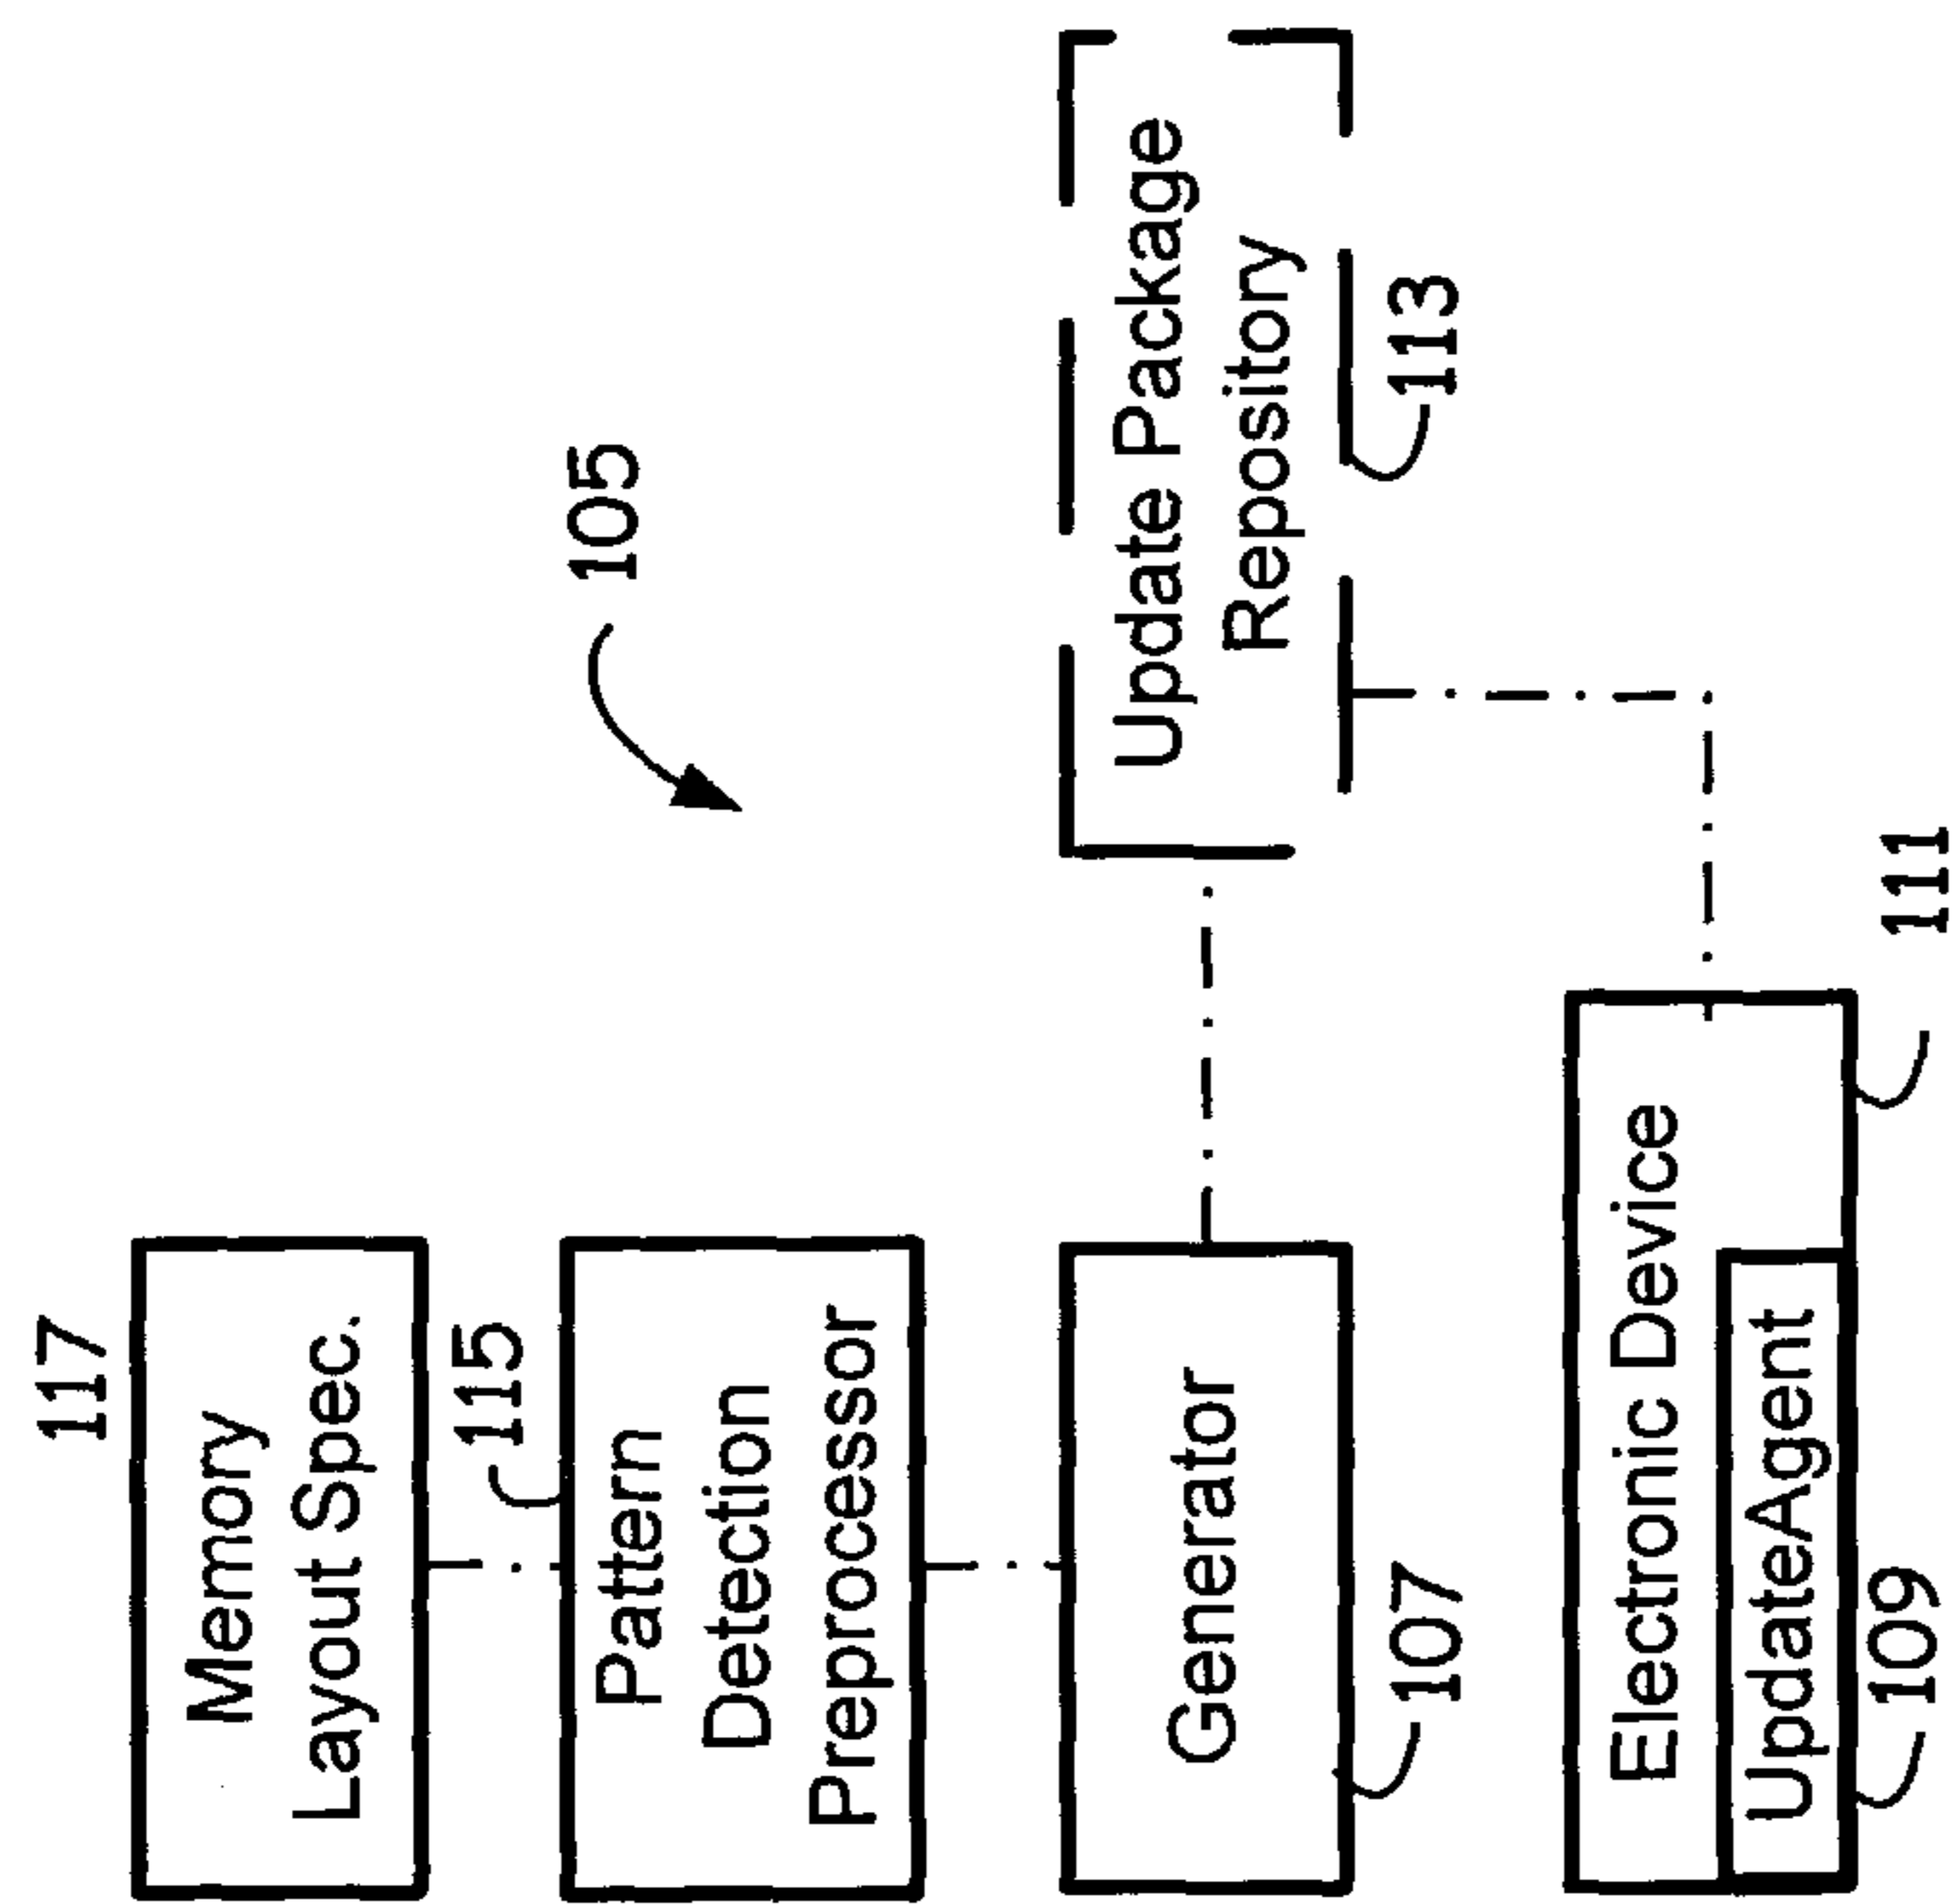 117
Memory
Layout Spec.
115
Pattern
Detection
Preprocessor
105
Generator
107
Update Package
Repository
113
Electronic Device
UpdateAgent
109
111